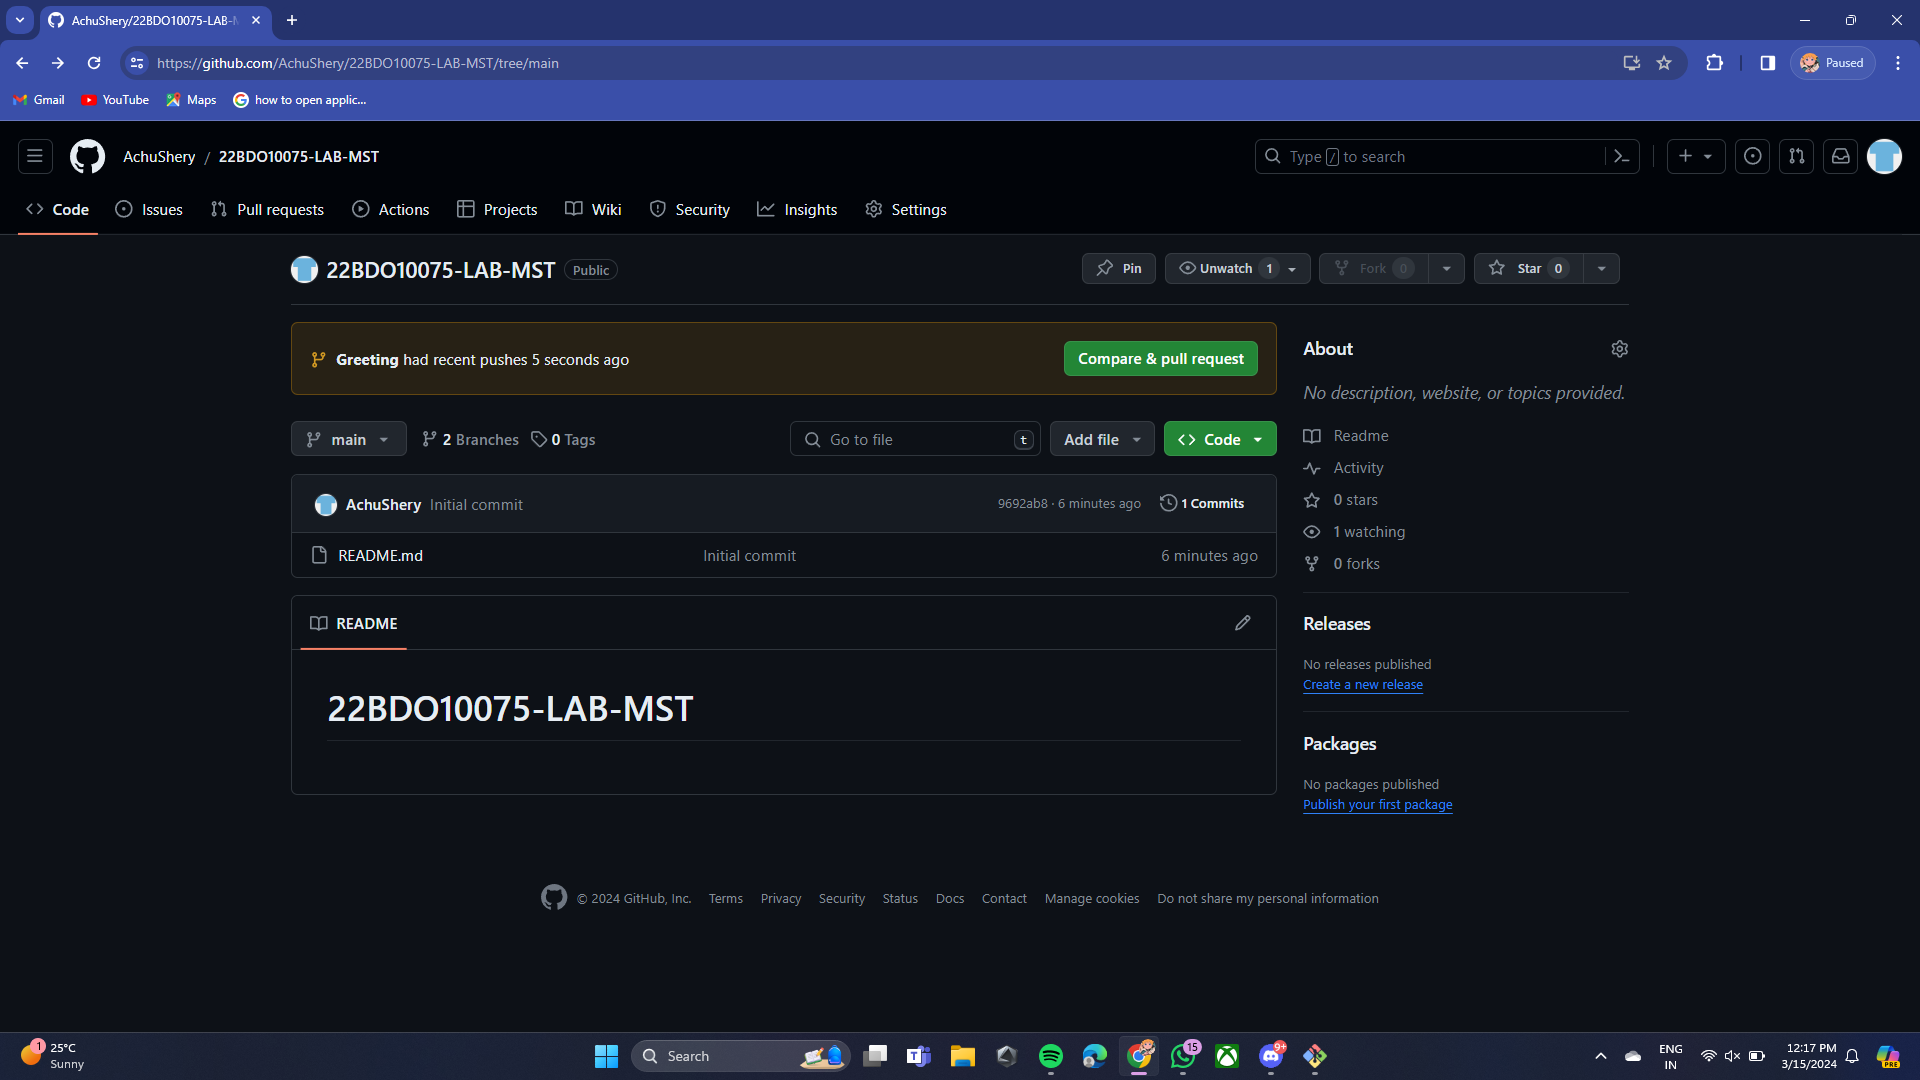 AchuShery/22BDO10075-LAB-M
https://github.com/AchuShery/22BDO10075-LAB-MST/tree/main
Paused
Gmail
YouTube
Maps
how to open applic...
AchuShery / 22BDO10075-LAB-MST
Type / to search
Code
Issues
Pull requests
Actions
Projects
Wiki
Security
Insights
Settings
22BDO10075-LAB-MST Public
Pin
Unwatch 1
Fork 0
Star 0
Greeting had recent pushes 5 seconds ago
Compare & pull request
main
2 Branches
0 Tags
Go to file
t
Add file
Code
AchuShery Initial commit
9692ab8 · 6 minutes ago
1 Commits
README.md
Initial commit
6 minutes ago
README
22BDO10075-LAB-MST
About
No description, website, or topics provided.
Readme
Activity
0 stars
1 watching
0 forks
Releases
No releases published
Create a new release
Packages
No packages published
Publish your first package
© 2024 GitHub, Inc.
Terms
Privacy
Security
Status
Docs
Contact
Manage cookies
Do not share my personal information
1
25°C
Sunny
Search
15
9+
ENG
IN
12:17 PM
3/15/2024
PRE